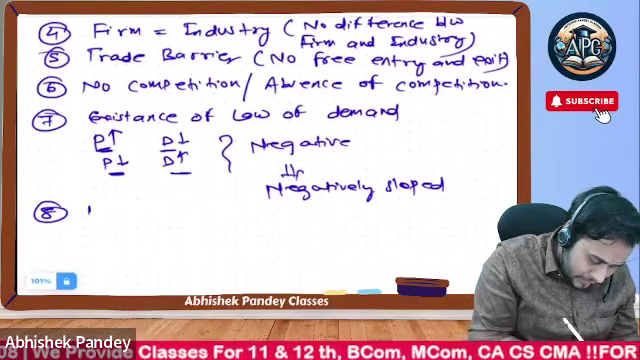 ④ Firm = Industry (No difference b/w
Firm and Industry)
⑤ Trade Barrier (No free entry and exit)
⑥ No competition / Absence of competition.
⑦ Existance of Law of demand
P↑ D↓
P↓ D↑ } Negative
⇓
Negatively sloped
⑧
APG
SUBSCRIBE
101%
Abhishek Pandey Classes
Abhishek Pandey
08 | We Provide Classes For 11 & 12 th, BCom, MCom, CA CS CMA !!FOR